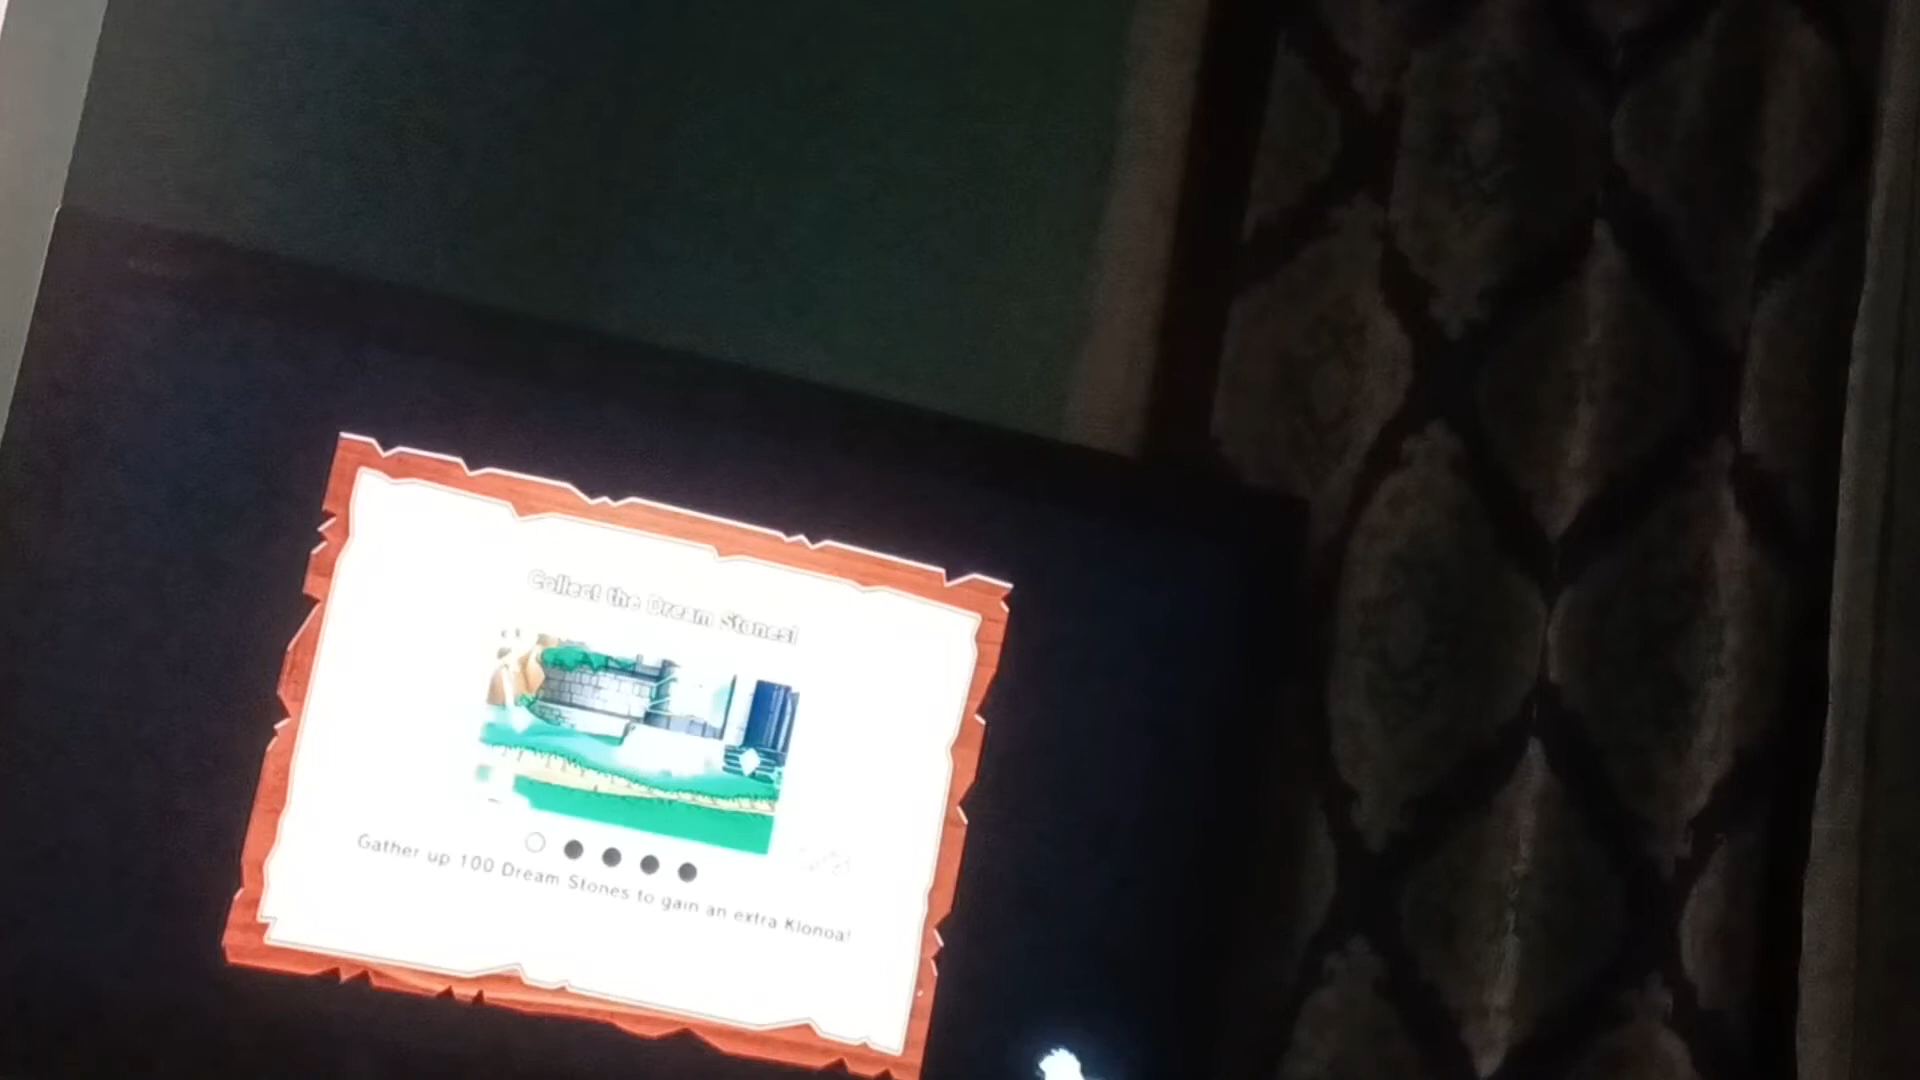 Collect the Dream Stones!
Gather up 100 Dream Stones to gain an extra Klonoa!